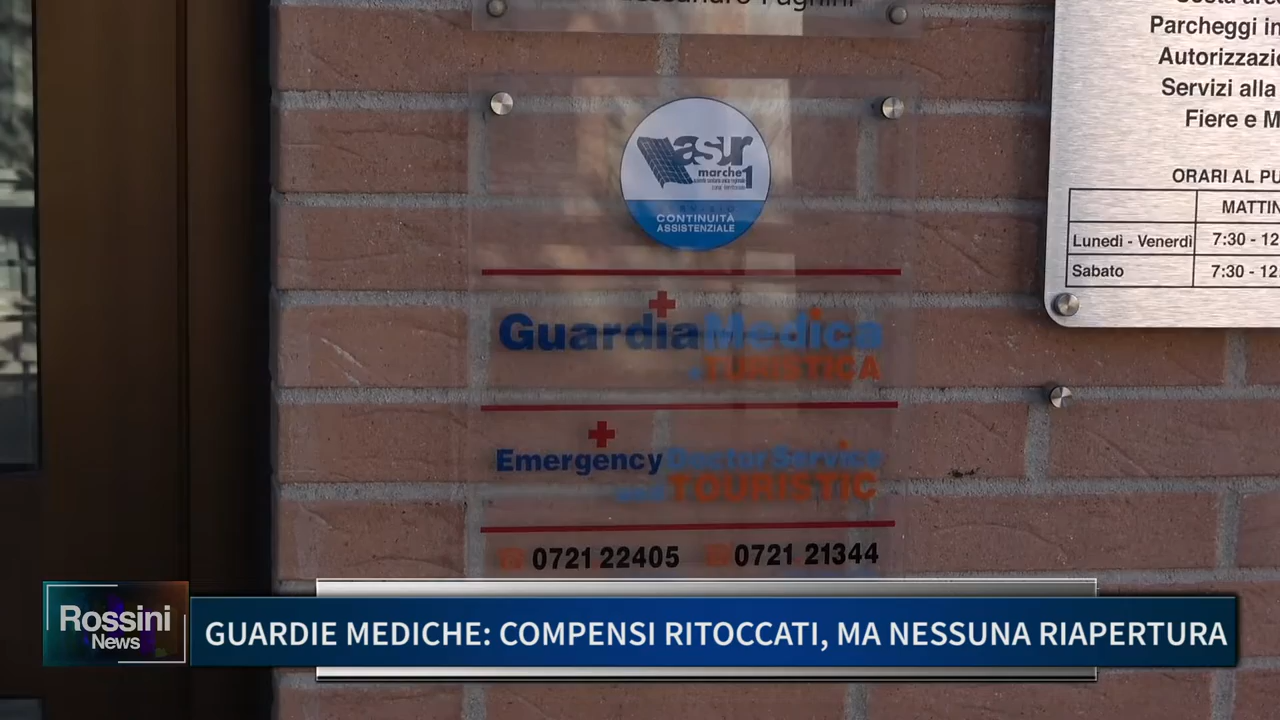 Parcheggi in
Autorizzazio
Servizi alla
Fiere e M
ORARI AL PU
MATTIN
Lunedì - Venerdì 7:30 - 12
Sabato 7:30 - 12
asur
marche1
CONTINUITÀ
ASSISTENZIALE
GuardiaMedica
e TURISTICA
EmergencyDoctorService
and TOURISTIC
0721 22405 0721 21344
Rossini
News
GUARDIE MEDICHE: COMPENSI RITOCCATI, MA NESSUNA RIAPERTURA